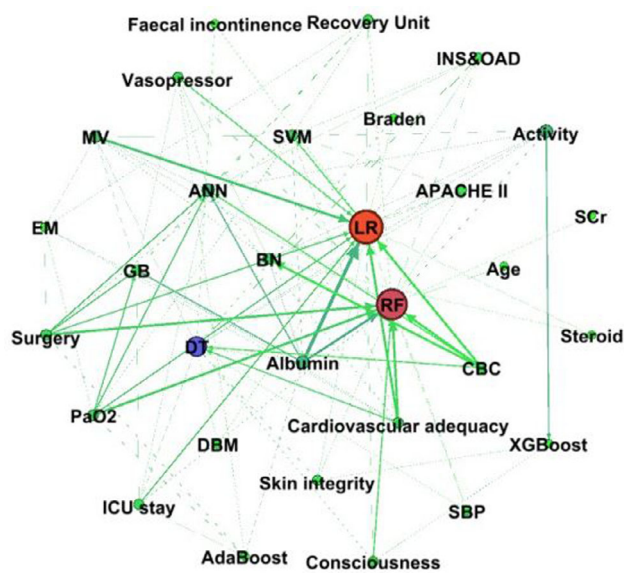 Faecal incontinence
Recovery Unit
INS&OAD
Vasopressor
Braden
MV
SVM
Activity
ANN
APACHE II
EM
LR
SCr
GB
BN
Age
RF
Surgery
DT
Albumin
CBC
Steroid
PaO2
Cardiovascular adequacy
DBM
XGBoost
Skin integrity
ICU stay
SBP
AdaBoost
Consciousness